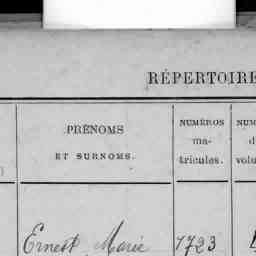 RÉPERTOIRE
PRÉNOMS
ET SURNOMS.
NUMÉROS
ma-
tricules.
Ernest Marie 1723